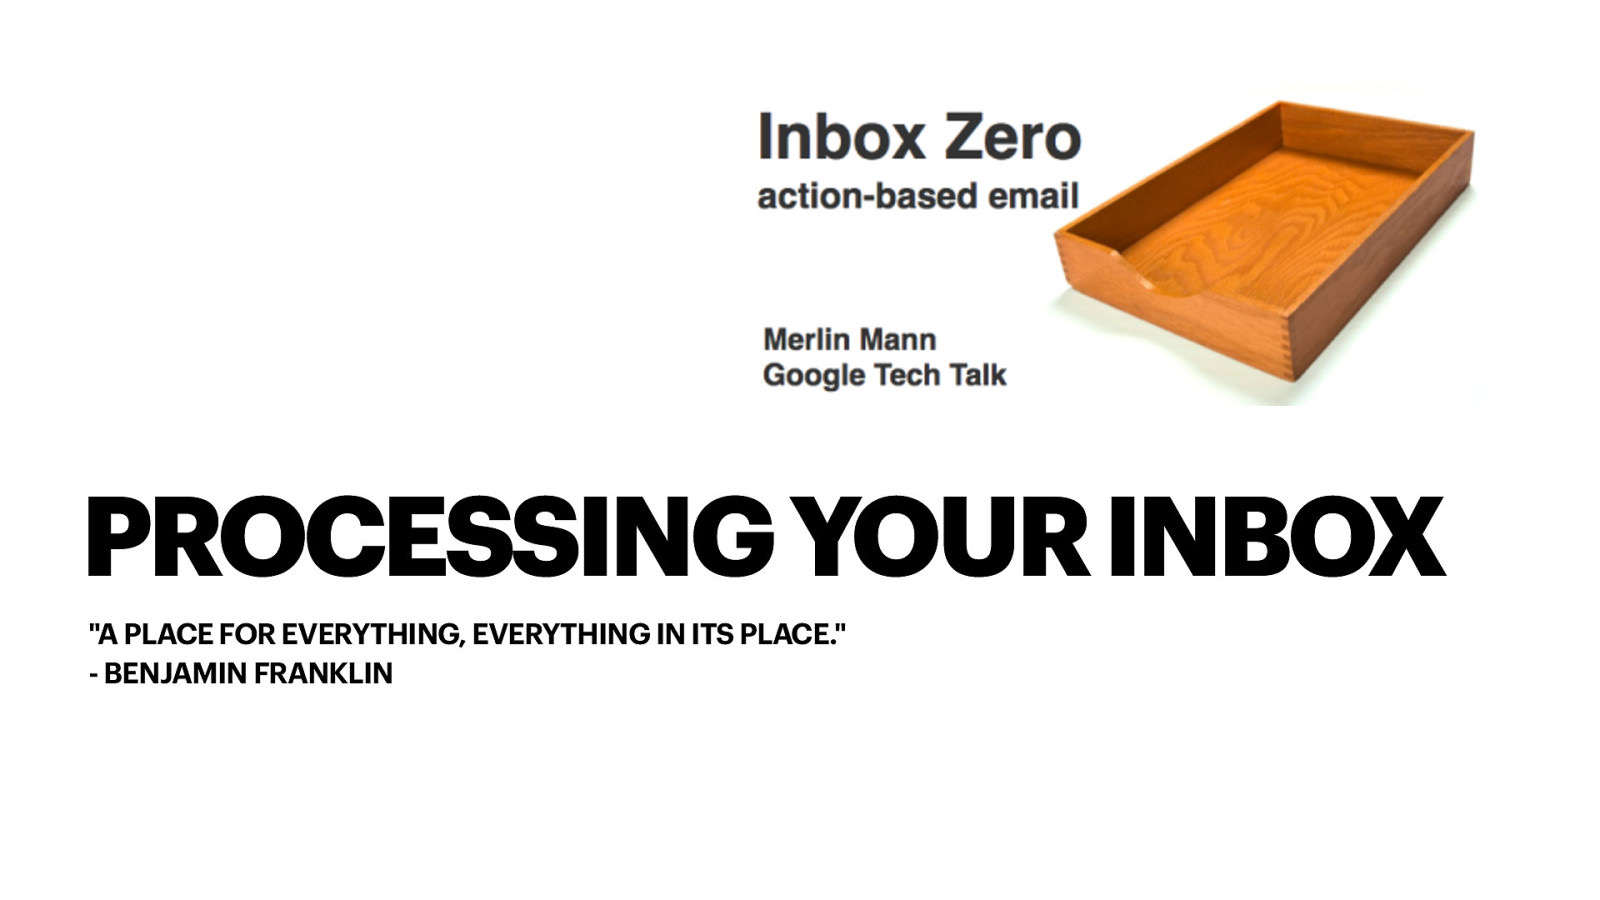 Inbox Zero
action-based email
Merlin Mann
Google Tech Talk
PROCESSING YOUR INBOX
"A PLACE FOR EVERYTHING, EVERYTHING IN ITS PLACE."
- BENJAMIN FRANKLIN